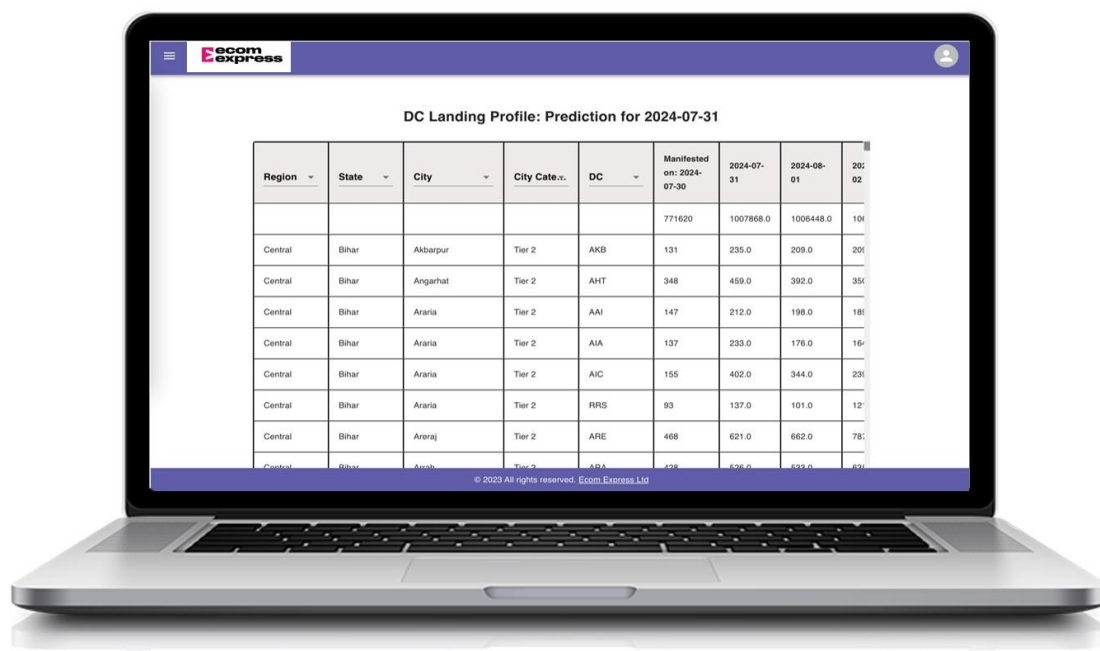 ecom
express
DC Landing Profile: Prediction for 2024-07-31
Region State City City Cate... DC Manifested on: 2024-07-30 2024-07-31 2024-08-01 02
771620 1007868.0 1006448.0
Central Bihar Akbarpur Tier 2 AKB 131 235.0 209.0
Central Bihar Angarhat Tier 2 AHT 348 459.0 392.0
Central Bihar Araria Tier 2 AAI 147 212.0 198.0
Central Bihar Araria Tier 2 AIA 137 233.0 176.0
Central Bihar Araria Tier 2 AIC 155 402.0 344.0
Central Bihar Araria Tier 2 RRS 93 137.0 101.0
Central Bihar Areraj Tier 2 ARE 468 621.0 662.0
Central Bihar Arrah Tier 2
© 2023 All rights reserved. Ecom Express Ltd